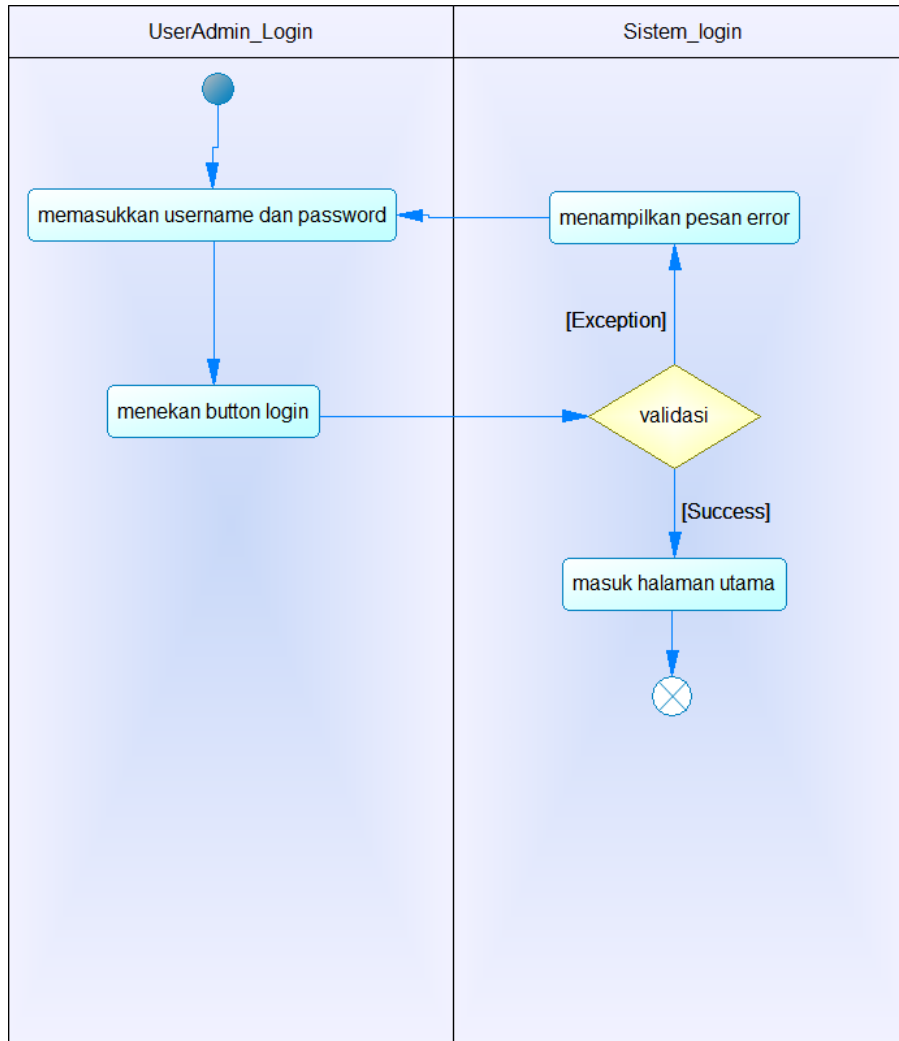 UserAdmin_Login
Sistem_login
memasukkan username dan password
menampilkan pesan error
[Exception]
menekan button login
validasi
[Success]
masuk halaman utama